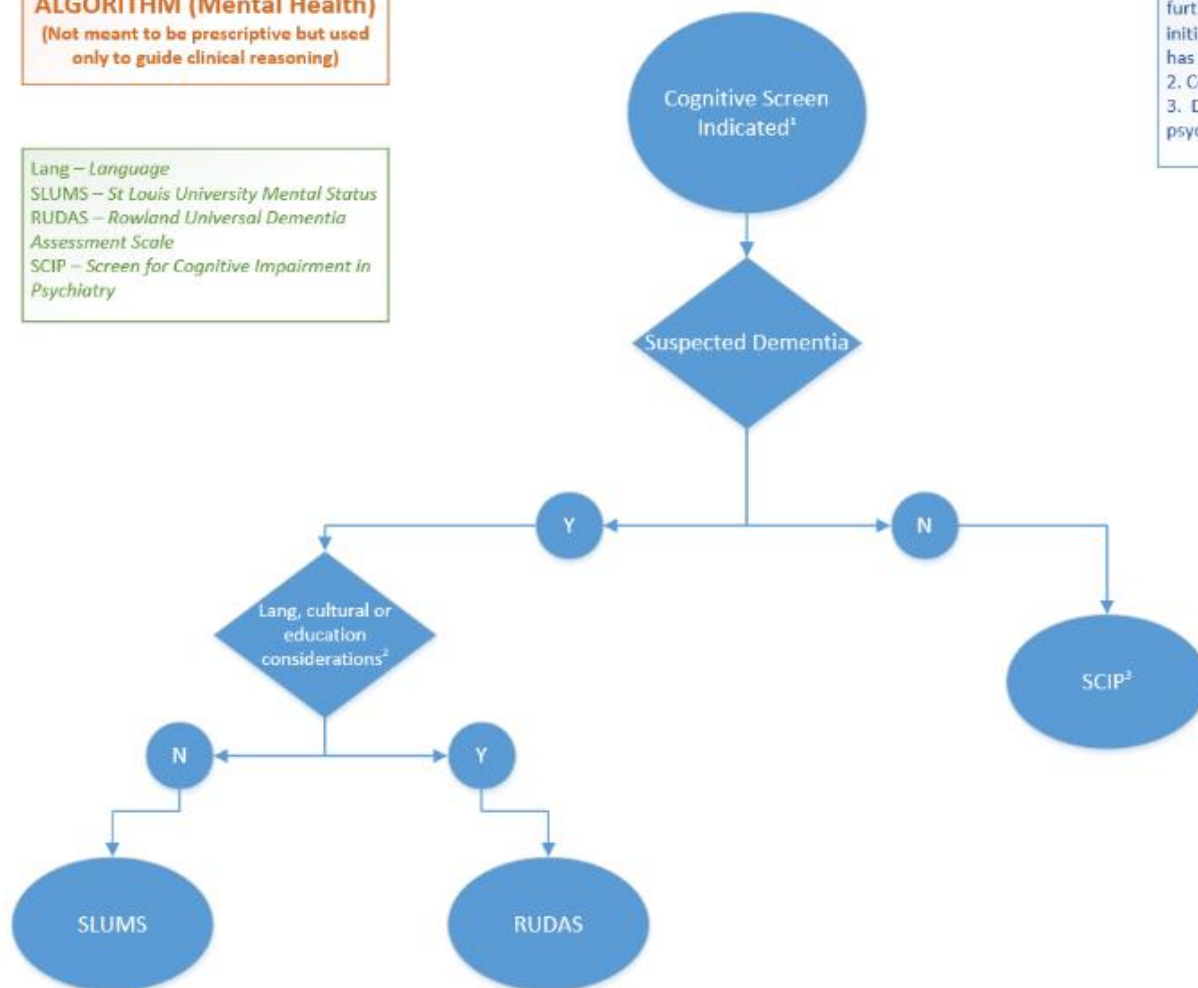 ALGORITHM (Mental Health)
(Not meant to be prescriptive but used
only to guide clinical reasoning)
Lang – Language
SLUMS – St Louis University Mental Status
RUDAS – Rowland Universal Dementia
Assessment Scale
SCIP – Screen for Cognitive Impairment in
Psychiatry
has
2.
3.
Cognitive Screen
Indicated¹
Suspected Dementia
Y
N
Lang, cultural or
education
considerations²
SCIP³
N
Y
SLUMS
RUDAS